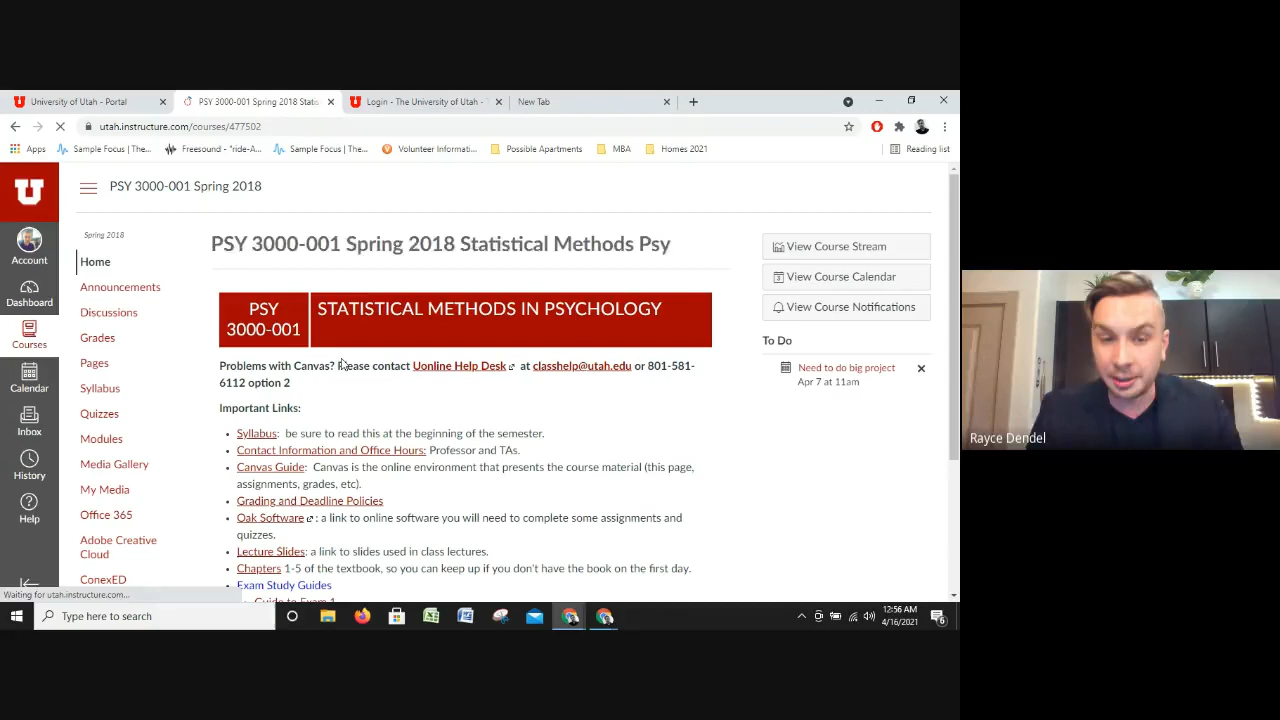 University of Utah - Portal
PSY 3000-001 Spring 2018 Statis
Login - The University of Utah -
New Tab
utah.instructure.com/courses/477502
Apps
Sample Focus | The...
Freesound - "ride-A...
Sample Focus | The...
Volunteer Informati...
Possible Apartments
MBA
Homes 2021
Reading list
U
Account
Dashboard
Courses
Calendar
Inbox
History
Help
PSY 3000-001 Spring 2018
Spring 2018
Home
Announcements
Discussions
Grades
Pages
Syllabus
Quizzes
Modules
Media Gallery
My Media
Office 365
Adobe Creative
Cloud
ConexED
PSY 3000-001 Spring 2018 Statistical Methods Psy
PSY
3000-001
STATISTICAL METHODS IN PSYCHOLOGY
Problems with Canvas? Please contact Uonline Help Desk at classhelp@utah.edu or 801-581-
6112 option 2
Important Links:
Syllabus: be sure to read this at the beginning of the semester.
Contact Information and Office Hours: Professor and TAs.
Canvas Guide: Canvas is the online environment that presents the course material (this page,
assignments, grades, etc).
Grading and Deadline Policies
Oak Software : a link to online software you will need to complete some assignments and
quizzes.
Lecture Slides: a link to slides used in class lectures.
Chapters 1-5 of the textbook, so you can keep up if you don't have the book on the first day.
Exam Study Guides
Guide to Exam 1
View Course Stream
View Course Calendar
View Course Notifications
To Do
Need to do big project
Apr 7 at 11am
Waiting for utah.instructure.com...
Type here to search
12:56 AM
4/16/2021
6
Rayce Dendel